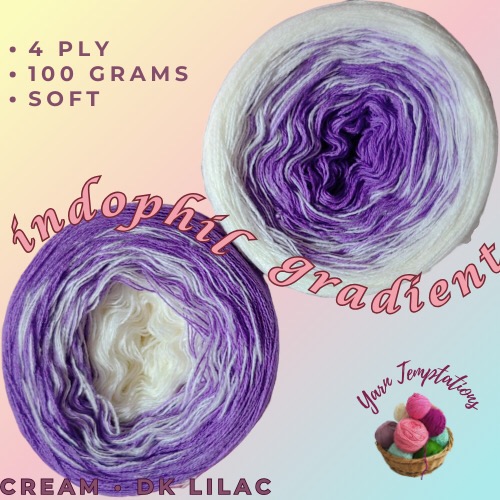 • 4 PLY
• 100 GRAMS
• SOFT
indophil gradient
Yarn Temptations
CREAM • DK LILAC